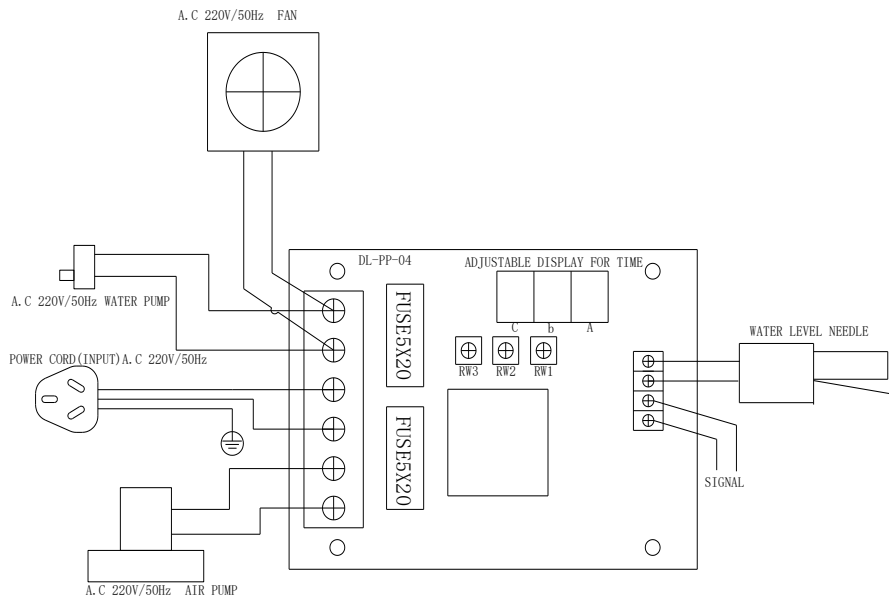 A.C 220V/50Hz  FAN
DL-PP-04
ADJUSTABLE DISPLAY FOR TIME
C b A
A.C 220V/50Hz WATER PUMP
FUSE5X20
RW3 RW2 RW1
WATER LEVEL NEEDLE
POWER CORD(INPUT)A.C 220V/50Hz
FUSE5X20
SIGNAL
A.C 220V/50Hz  AIR PUMP